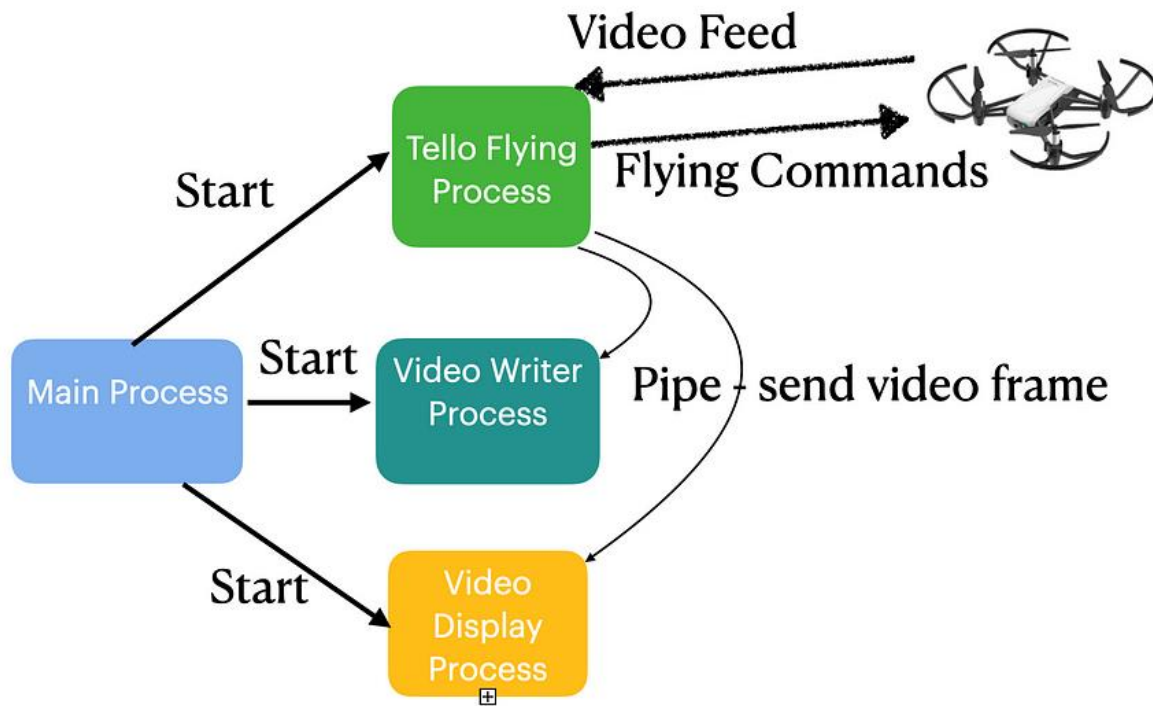 Video Feed
Tello Flying
Process
Flying Commands
Start
Main Process
Start
Video Writer
Process
Pipe - send video frame
Start
Video
Display
Process